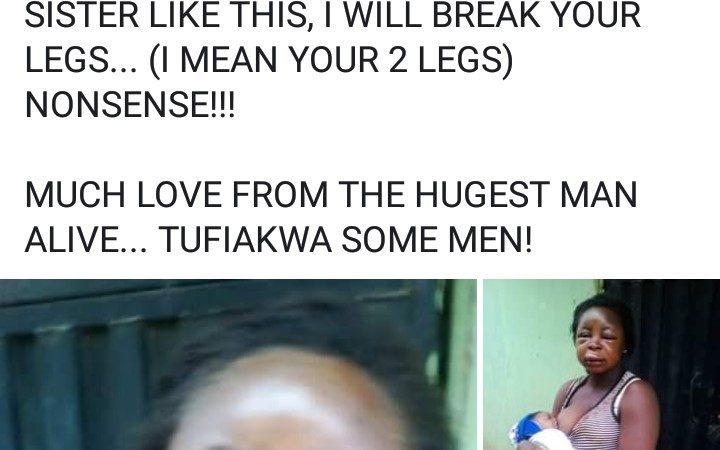 SISTER LIKE THIS, I WILL BREAK YOUR
LEGS... (I MEAN YOUR 2 LEGS)
NONSENSE!!!
MUCH LOVE FROM THE HUGEST MAN
ALIVE... TUFIAKWA SOME MEN!